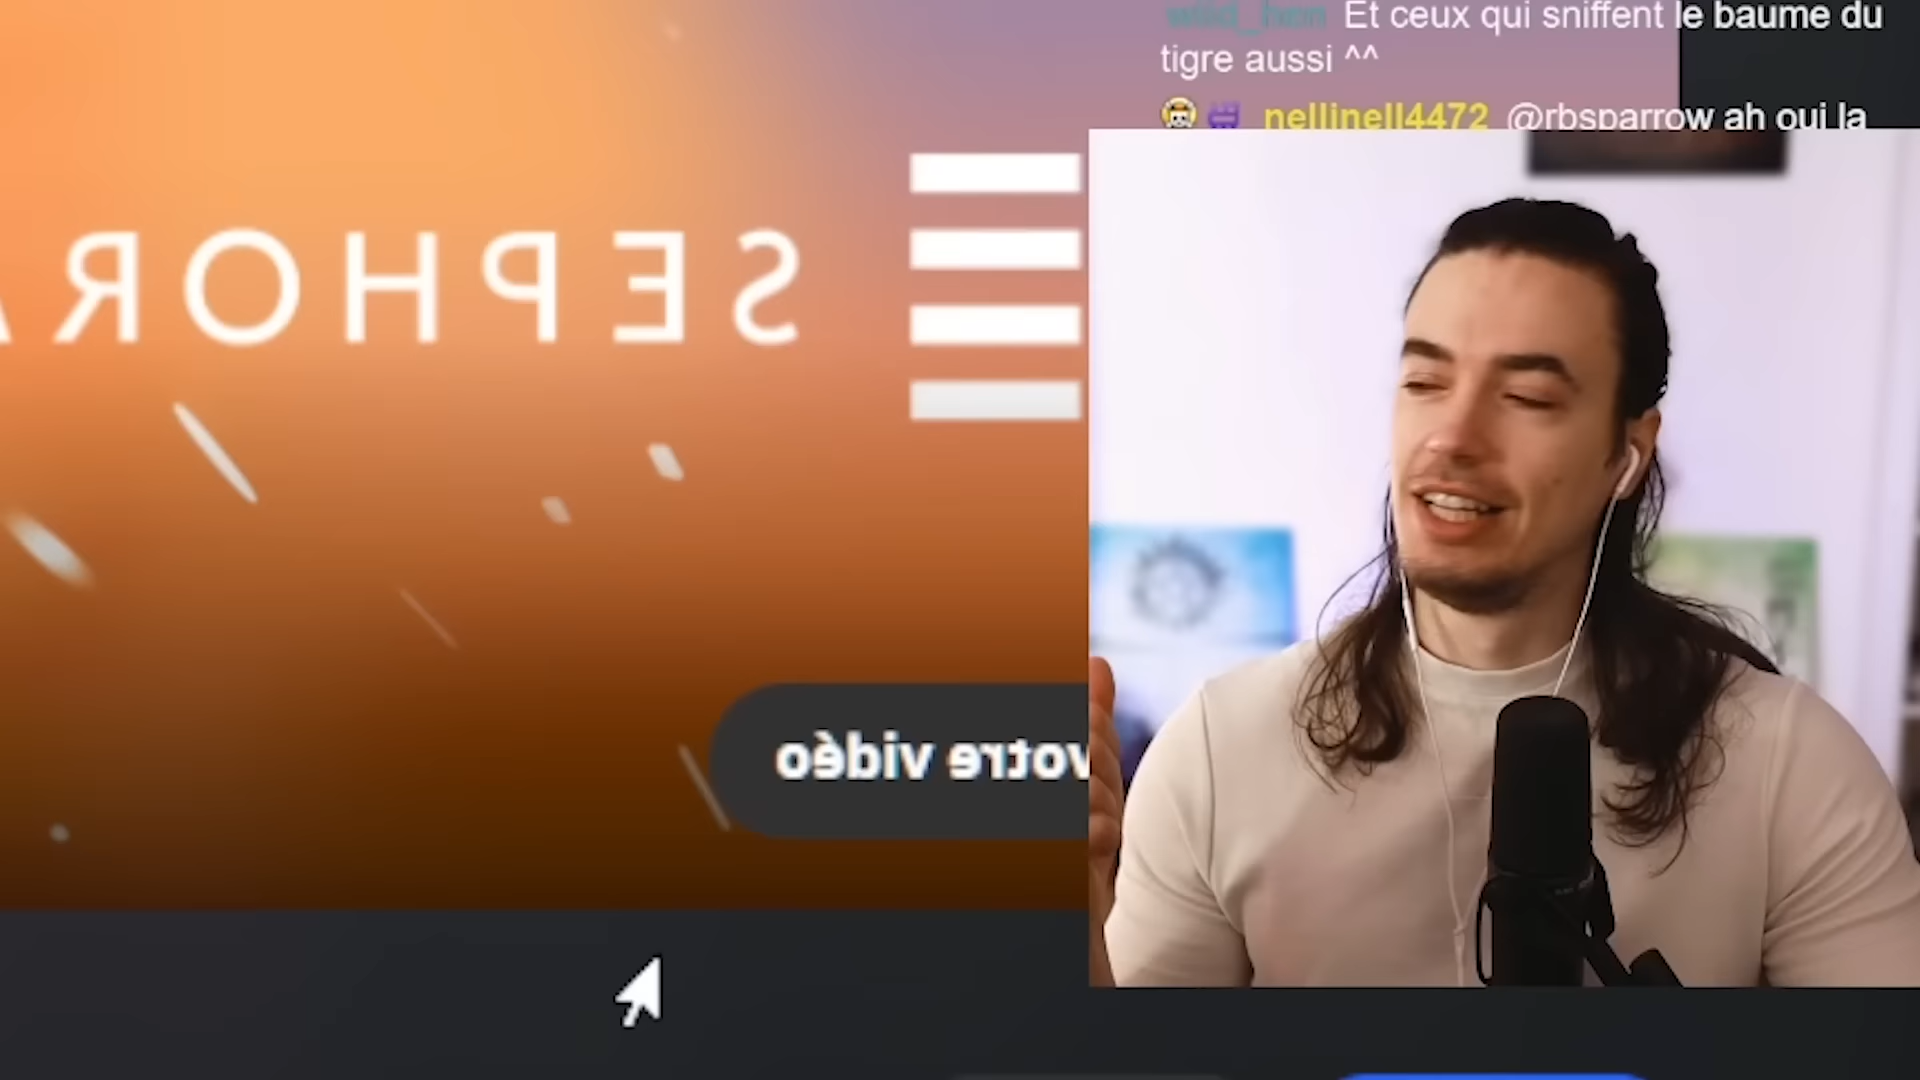 Et ceux qui sniffent le baume du
tigre aussi ^^
nellinell4472 @rbsparrow ah oui la
SEPHORA
votre vidéo